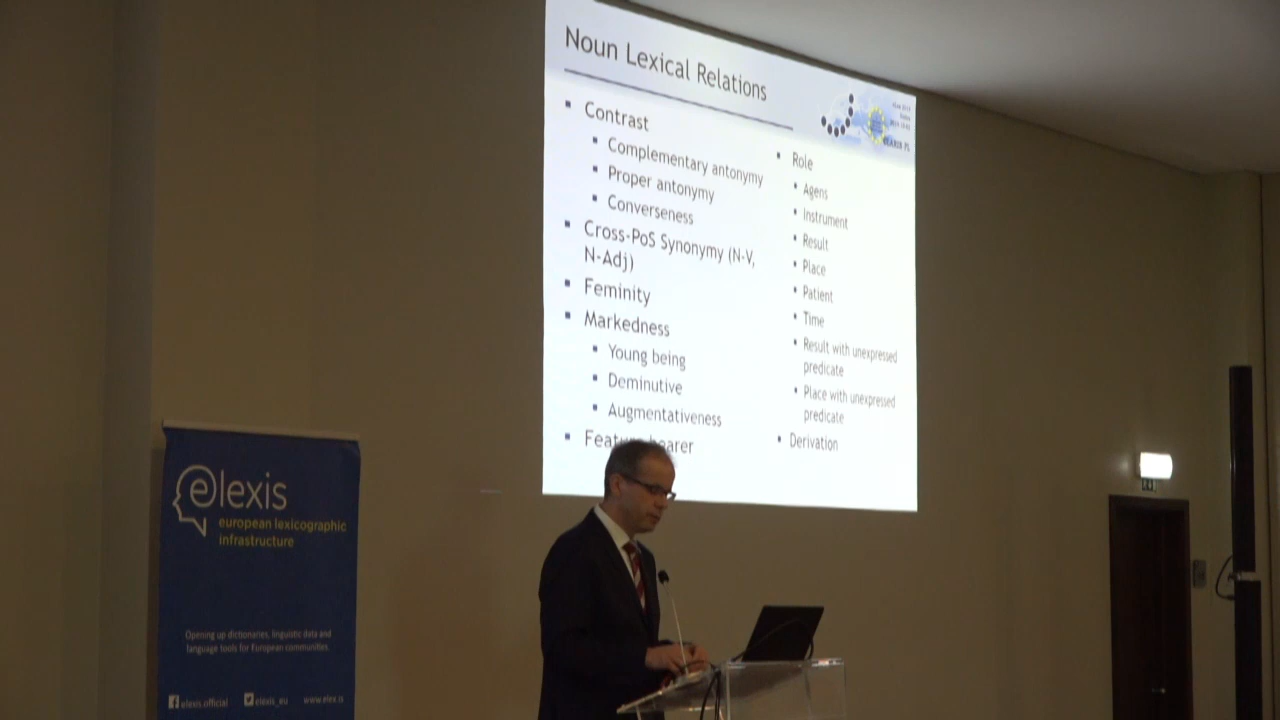 Noun Lexical Relations
Contrast
Complementary antonymy
Proper antonymy
Converseness
Cross-PoS Synonymy (N-V,
N-Adj)
Feminity
Markedness
Young being
Deminutive
Augmentativeness
Feature bearer
Role
Agens
Instrument
Result
Place
Patient
Time
Result with unexpressed
predicate
Place with unexpressed
predicate
Derivation
elexis
european lexicographic
infrastructure
Opening up dictionaries, linguistic data and
language tools for European communities.
elexis.official elexis_eu www.elex.is